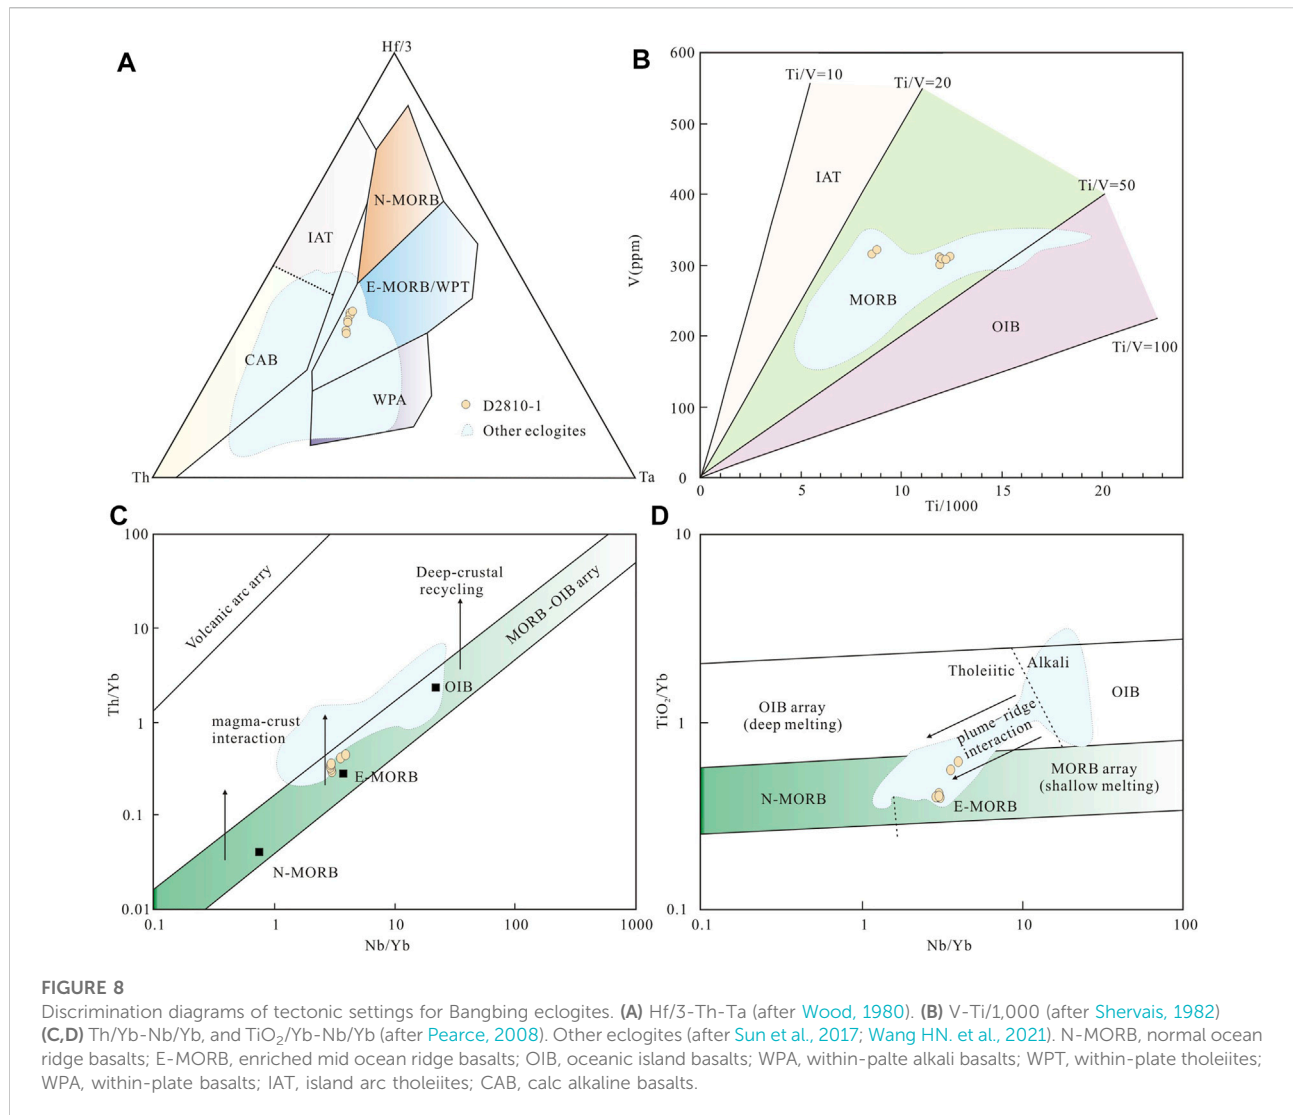 A
Hf/3
N-MORB
IAT
E-MORB/WPT
CAB
WPA
D2810-1
Other eclogites
Th
Ta
B
600
500
400
300
200
100
0
V(ppm)
Ti/V=10
Ti/V=20
Ti/V=50
Ti/V=100
IAT
MORB
OIB
0
5
10
15
20
Ti/1000
C
100
10
1
0.1
0.01
Th/Yb
Volcanic arc arry
Deep-crustal
recycling
MORB -OIB arry
OIB
magma-crust
interaction
E-MORB
N-MORB
0.1
1
10
100
1000
Nb/Yb
D
10
1
0.1
TiO₂/Yb
Tholeiitic
Alkali
OIB array
(deep melting)
OIB
plume-ridge
interaction
MORB array
(shallow melting)
N-MORB
E-MORB
0.1
1
10
100
Nb/Yb
FIGURE 8
Discrimination diagrams of tectonic settings for Bangbing eclogites. (A) Hf/3-Th-Ta (after Wood, 1980). (B) V-Ti/1,000 (after Shervais, 1982)
(C,D) Th/Yb-Nb/Yb, and TiO₂/Yb-Nb/Yb (after Pearce, 2008). Other eclogites (after Sun et al., 2017; Wang HN. et al., 2021). N-MORB, normal ocean
ridge basalts; E-MORB, enriched mid ocean ridge basalts; OIB, oceanic island basalts; WPA, within-palte alkali basalts; WPT, within-plate tholeiites;
WPA, within-plate basalts; IAT, island arc tholeiites; CAB, calc alkaline basalts.